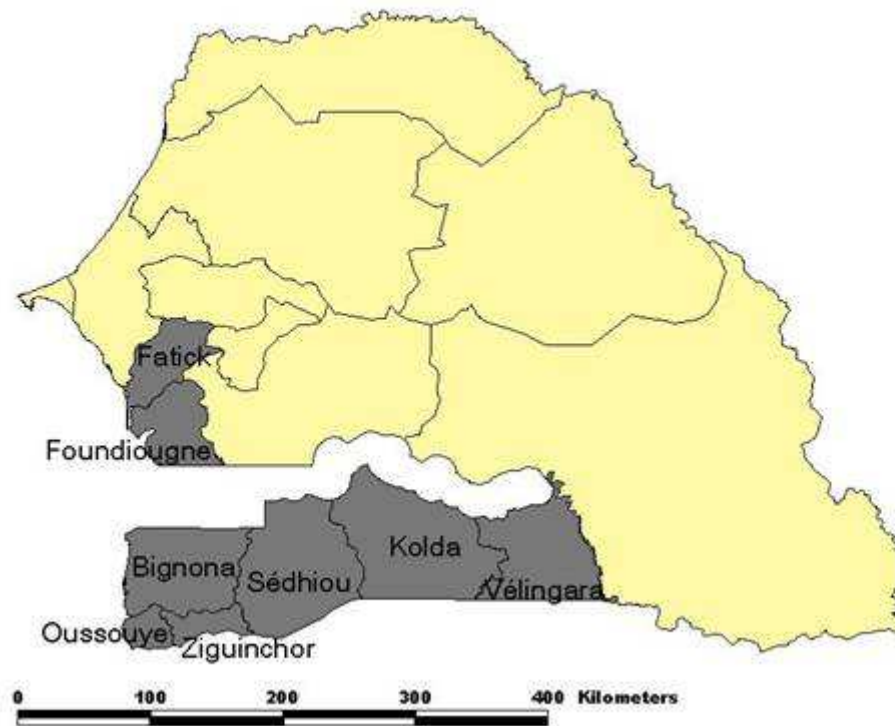 Fatick
Foundiougne
Kolda
Bignona
Sédhiou
Vélingara
Oussouye
Ziguinchor
0 100 200 300 400 Kilometers